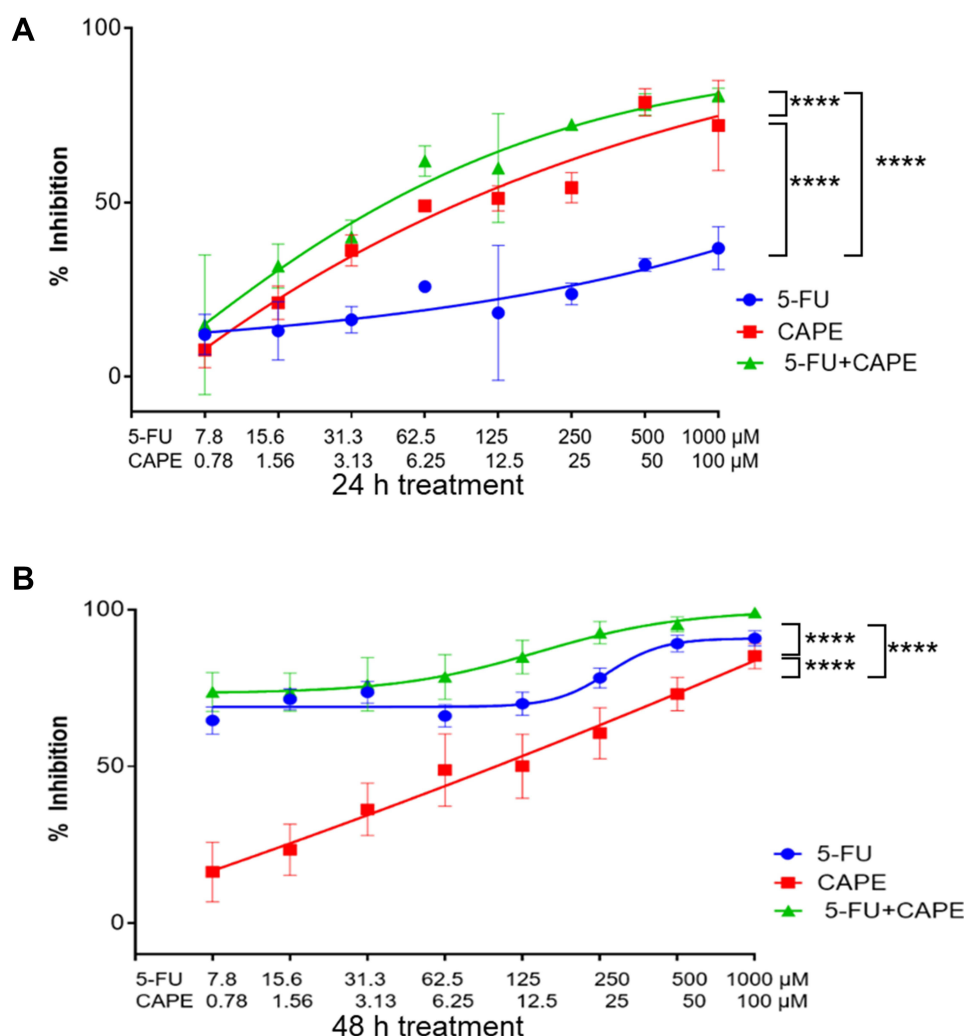 A
100
50
0
% Inhibition
****
****
****
5-FU
CAPE
5-FU+CAPE
5-FU 7.8 15.6 31.3 62.5 125 250 500 1000 µM
CAPE 0.78 1.56 3.13 6.25 12.5 25 50 100 µM
24 h treatment
B
100
50
0
% Inhibition
****
****
****
5-FU
CAPE
5-FU+CAPE
5-FU 7.8 15.6 31.3 62.5 125 250 500 1000 µM
CAPE 0.78 1.56 3.13 6.25 12.5 25 50 100 µM
48 h treatment